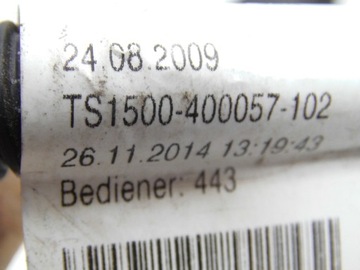 24.08.2009
TS1500-400057-102
26.11.2014 13:19:43
Bediener: 443